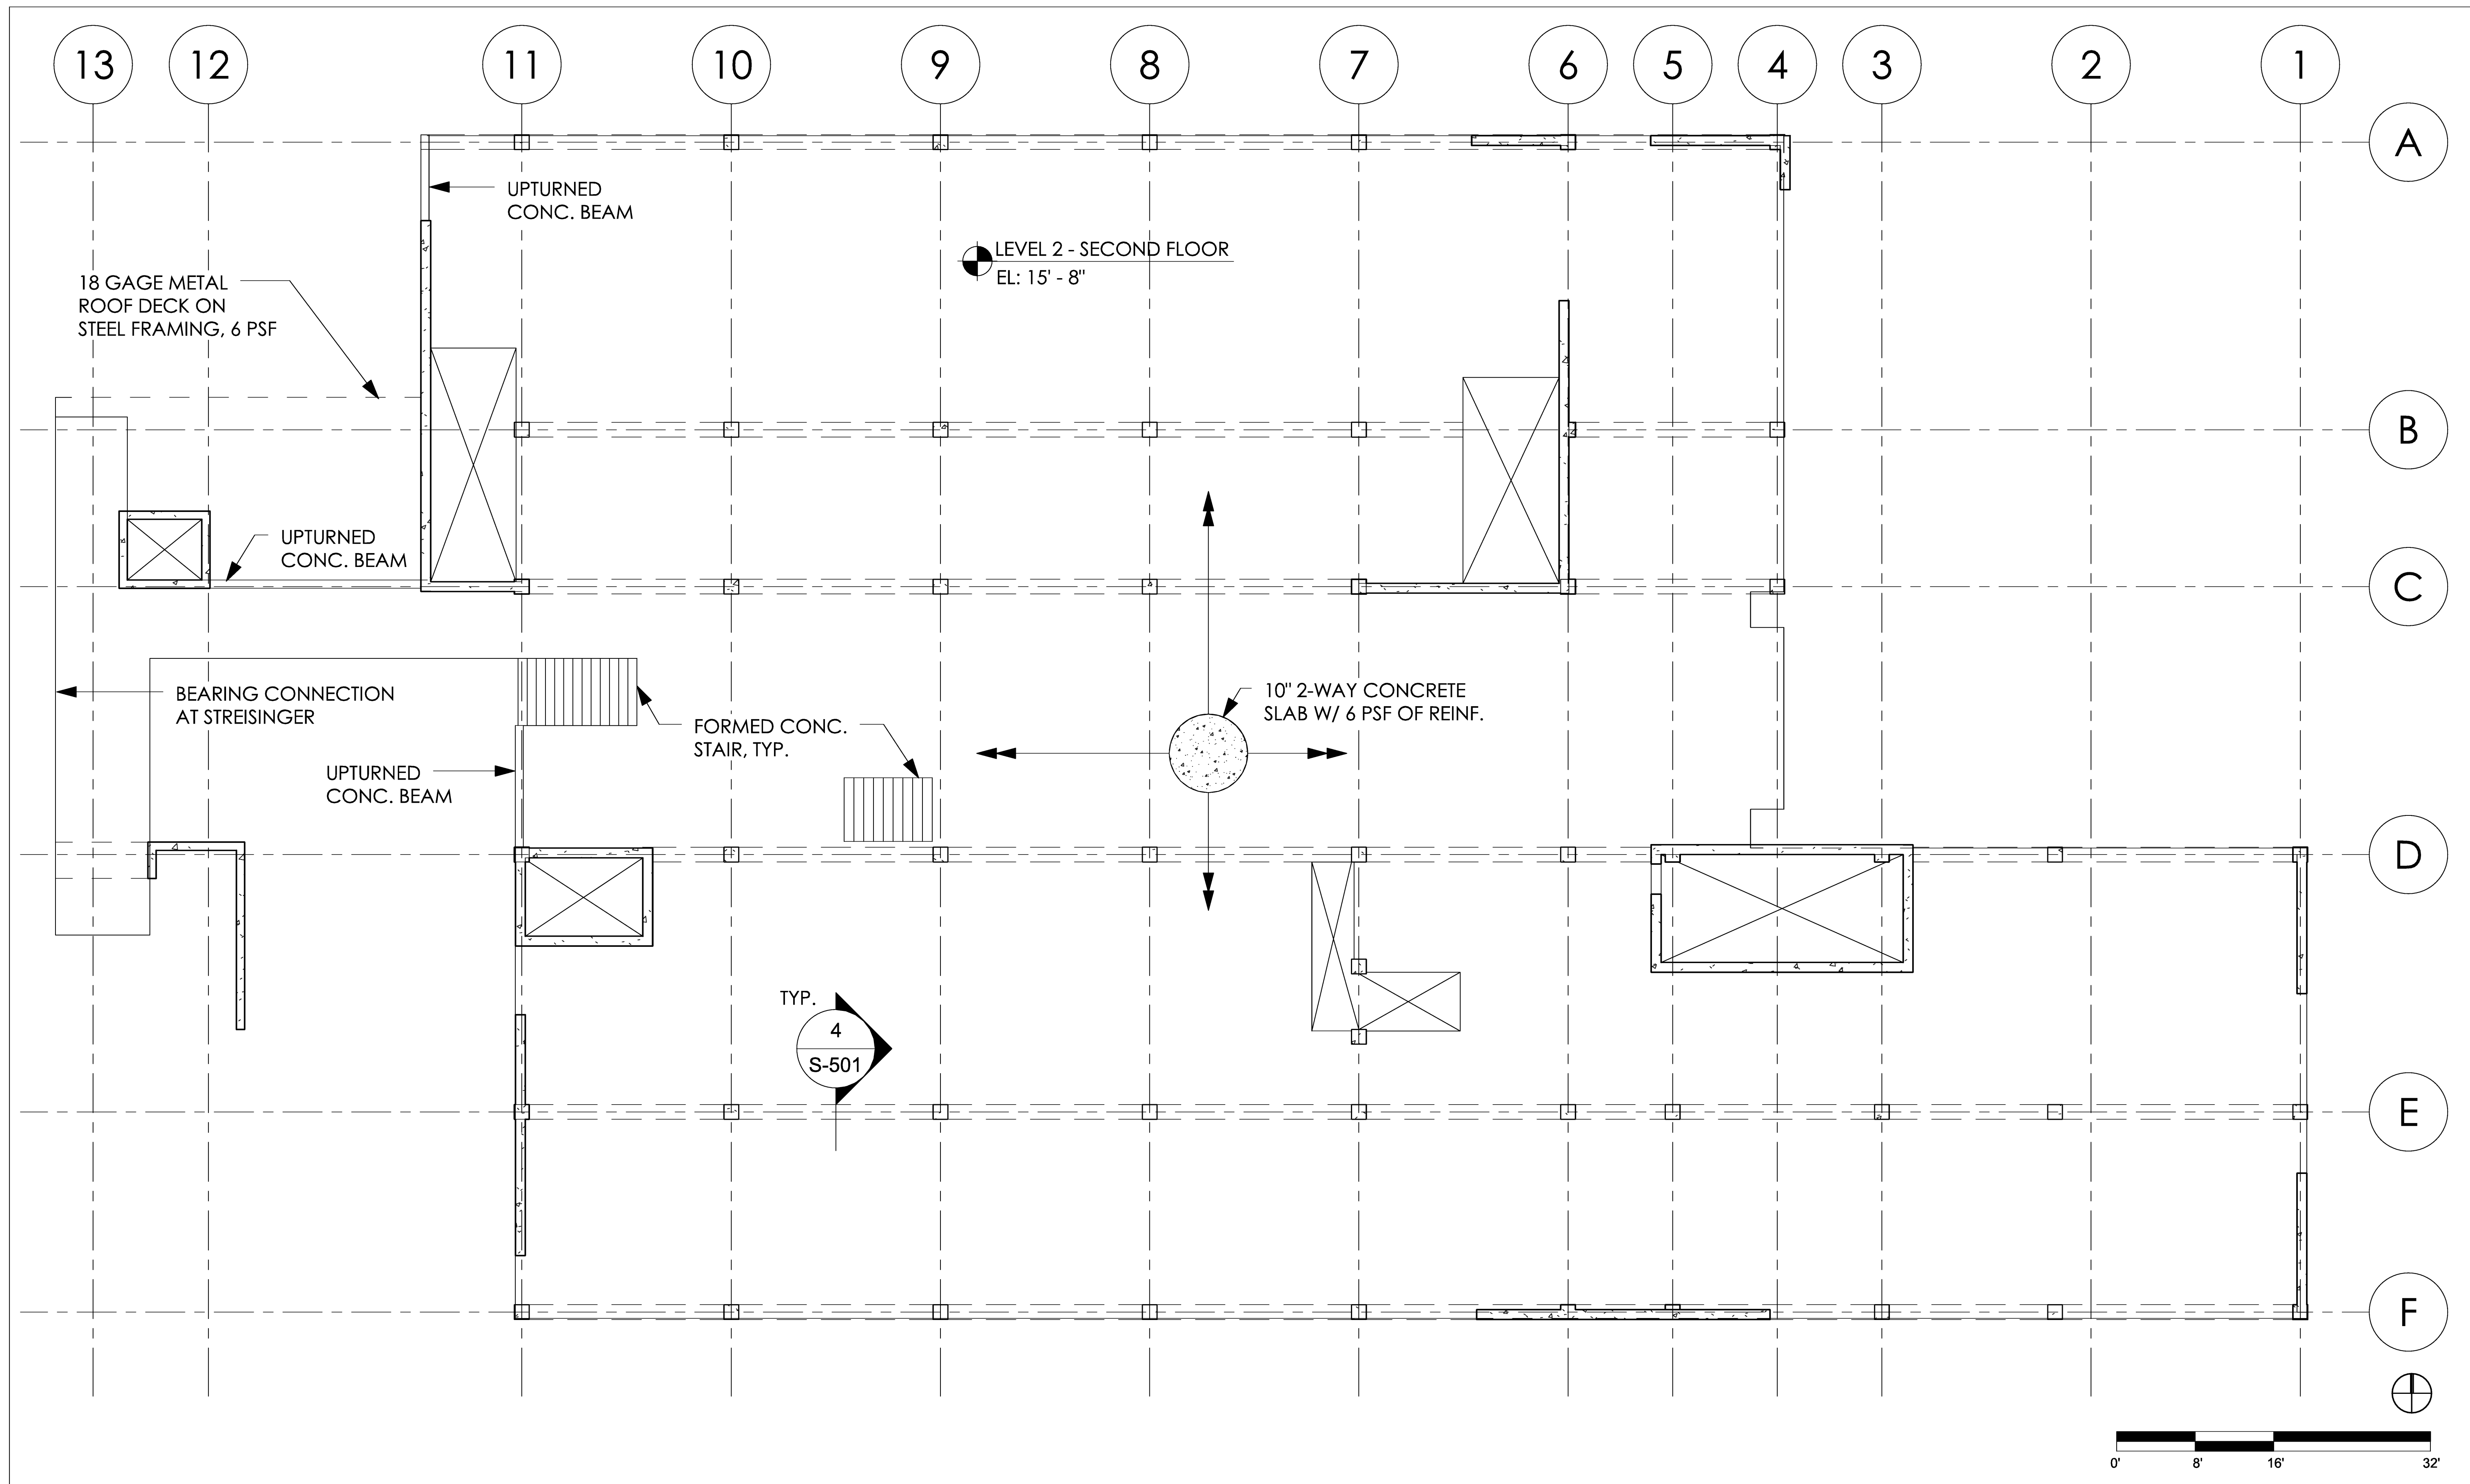 13 12 11 10 9 8 7 6 5 4 3 2 1
A
UPTURNED
CONC. BEAM
LEVEL 2 - SECOND FLOOR
EL: 15' - 8"
18 GAGE METAL
ROOF DECK ON
STEEL FRAMING, 6 PSF
B
UPTURNED
CONC. BEAM
C
BEARING CONNECTION
AT STREISINGER
10" 2-WAY CONCRETE
SLAB W/ 6 PSF OF REINF.
FORMED CONC.
STAIR, TYP.
UPTURNED
CONC. BEAM
D
TYP.
4
S-501
E
F
0' 8' 16' 32'